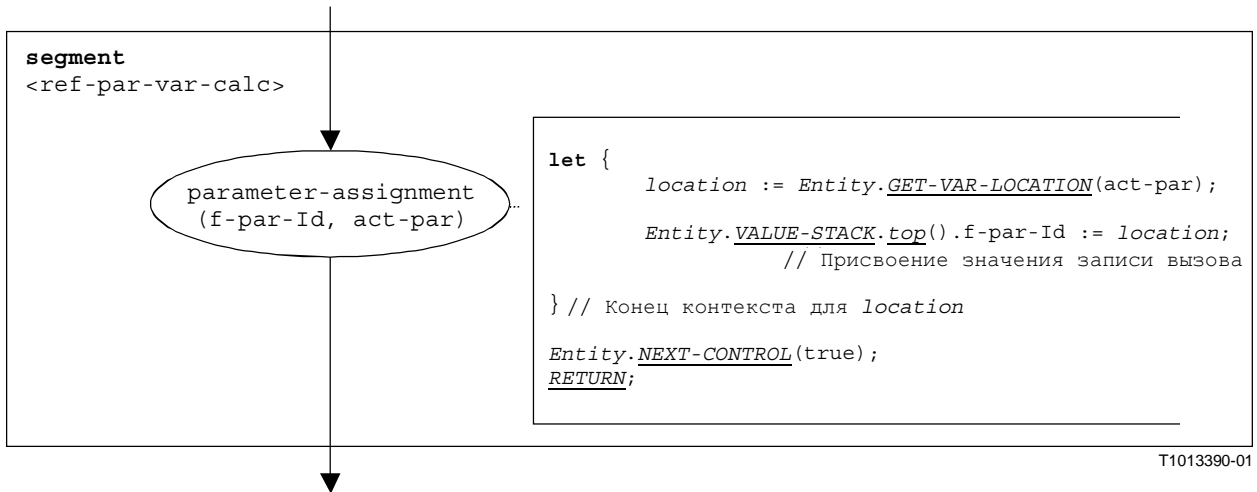 segment
<ref-par-var-calc>
parameter-assignment
(f-par-Id, act-par)
…
let {
location := Entity.GET-VAR-LOCATION(act-par);
Entity.VALUE-STACK.top().f-par-Id := location;
// Присвоение значения записи вызова
} // Конец контекста для location
Entity.NEXT-CONTROL(true);
RETURN;
T1013390-01